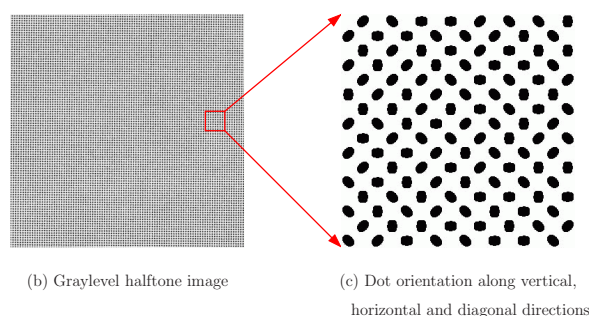 (b) Graylevel halftone image
(c) Dot orientation along vertical,
horizontal and diagonal directions